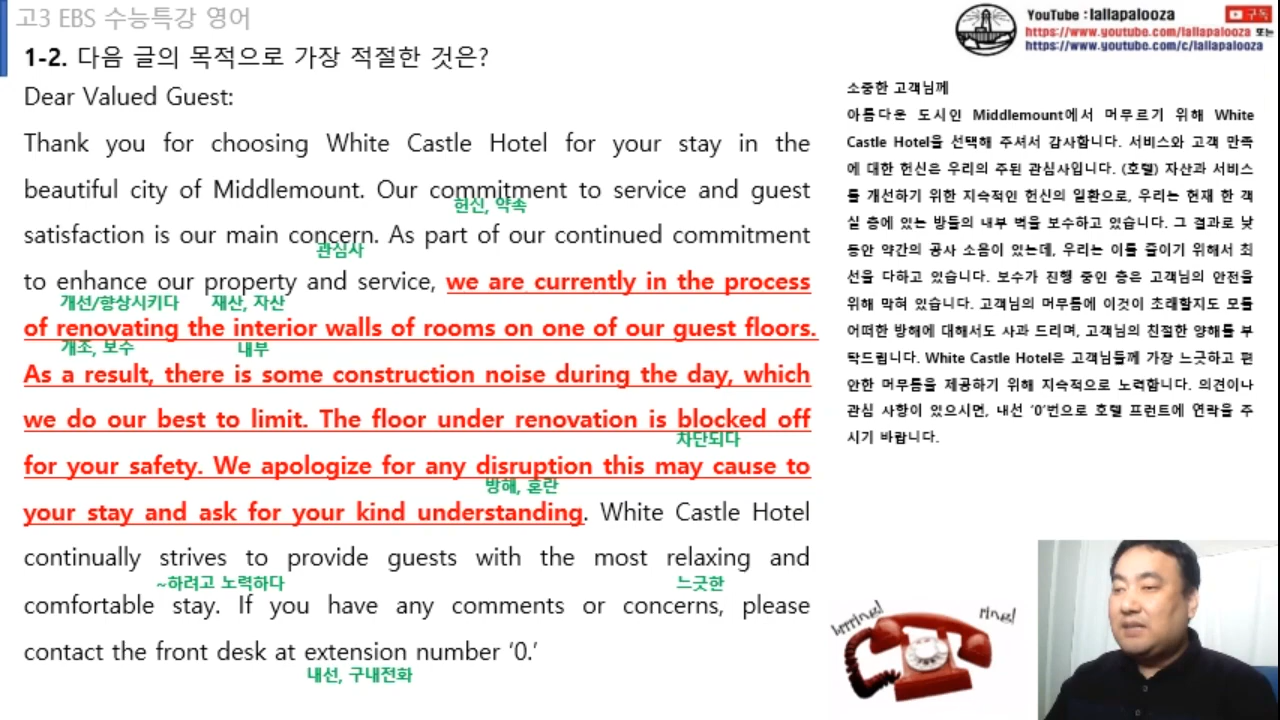 고3 EBS 수능특강 영어
YouTube : lallapalooza
구독
https://www.youtube.com/lallapalooza 또는
https://www.youtube.com/c/lallapalooza
1-2. 다음 글의 목적으로 가장 적절한 것은?
Dear Valued Guest:
Thank you for choosing White Castle Hotel for your stay in the
beautiful city of Middlemount. Our commitment to service and guest
헌신, 약속
satisfaction is our main concern. As part of our continued commitment
관심사
to enhance our property and service, we are currently in the process
개선/향상시키다 재산, 자산
of renovating the interior walls of rooms on one of our guest floors.
개조, 보수 내부
As a result, there is some construction noise during the day, which
we do our best to limit. The floor under renovation is blocked off
차단되다
for your safety. We apologize for any disruption this may cause to
방해, 혼란
your stay and ask for your kind understanding. White Castle Hotel
continually strives to provide guests with the most relaxing and
~하려고 노력하다 느긋한
comfortable stay. If you have any comments or concerns, please
contact the front desk at extension number ‘0.’
내선, 구내전화
소중한 고객님께
아름다운 도시인 Middlemount에서 머무르기 위해 White
Castle Hotel을 선택해 주셔서 감사합니다. 서비스와 고객 만족
에 대한 헌신은 우리의 주된 관심사입니다. (호텔) 자산과 서비스
를 개선하기 위한 지속적인 헌신의 일환으로, 우리는 현재 한 객
실 층에 있는 방들의 내부 벽을 보수하고 있습니다. 그 결과로 낮
동안 약간의 공사 소음이 있는데, 우리는 이를 줄이기 위해서 최
선을 다하고 있습니다. 보수가 진행 중인 층은 고객님의 안전을
위해 막혀 있습니다. 고객님의 머무름에 이것이 초래할지도 모를
어떠한 방해에 대해서도 사과 드리며, 고객님의 친절한 양해를 부
탁드립니다. White Castle Hotel은 고객님들께 가장 느긋하고 편
안한 머무름을 제공하기 위해 지속적으로 노력합니다. 의견이나
관심 사항이 있으시면, 내선 ‘0’번으로 호텔 프런트에 연락을 주
시기 바랍니다.
brrring!
ring!